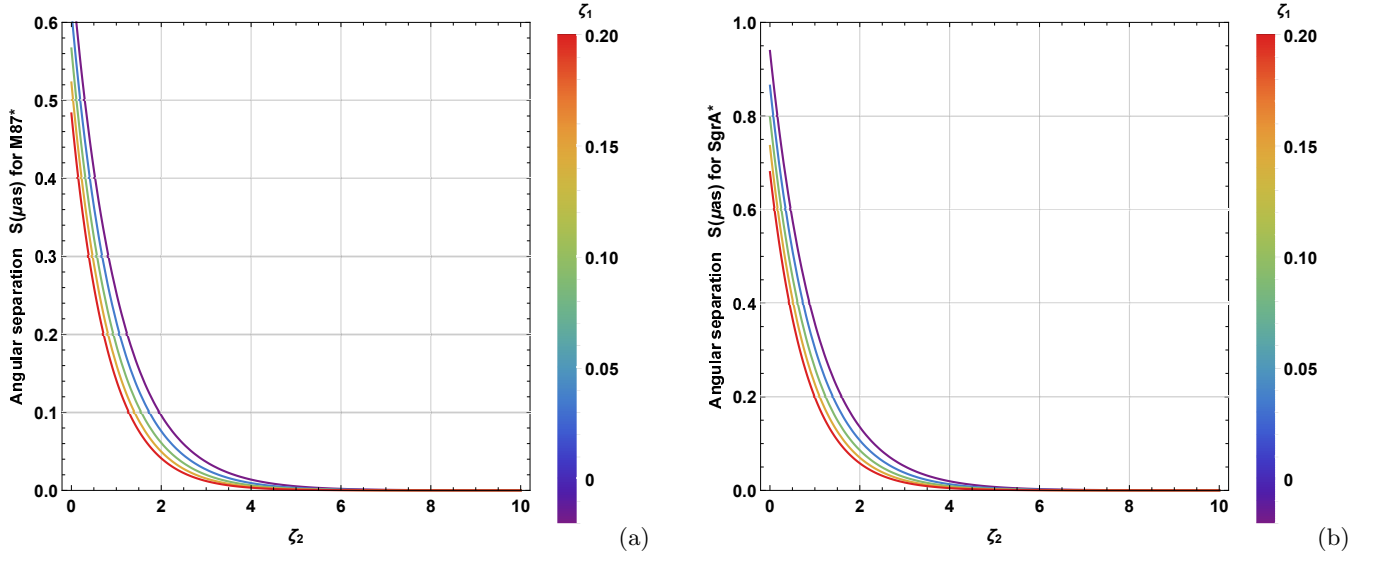 Angular separation S(μas) for M87*
0.6
0.5
0.4
0.3
0.2
0.1
0.0
0 2 4 6 8 10
ζ2
ζ1
0.20
0.15
0.10
0.05
0
(a)
Angular separation S(μas) for SgrA*
1.0
0.8
0.6
0.4
0.2
0.0
0 2 4 6 8 10
ζ2
ζ1
0.20
0.15
0.10
0.05
0
(b)